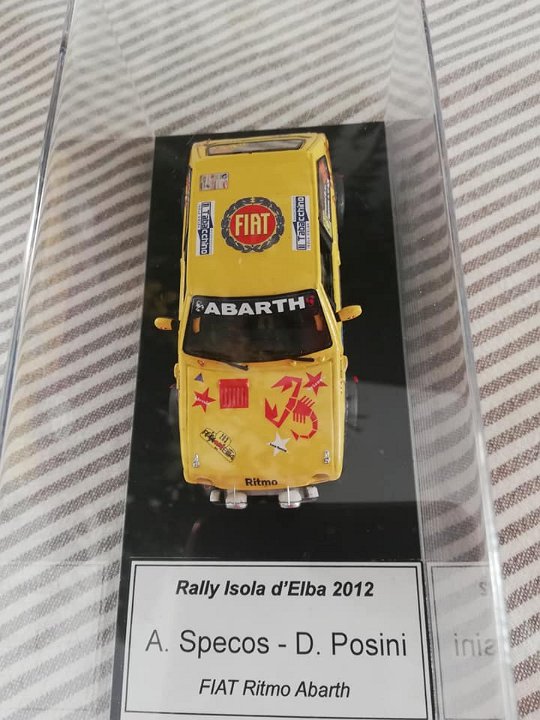 FIAT
ABARTH
Ritmo
Rally Isola d'Elba 2012
A. Specos - D. Posini
FIAT Ritmo Abarth